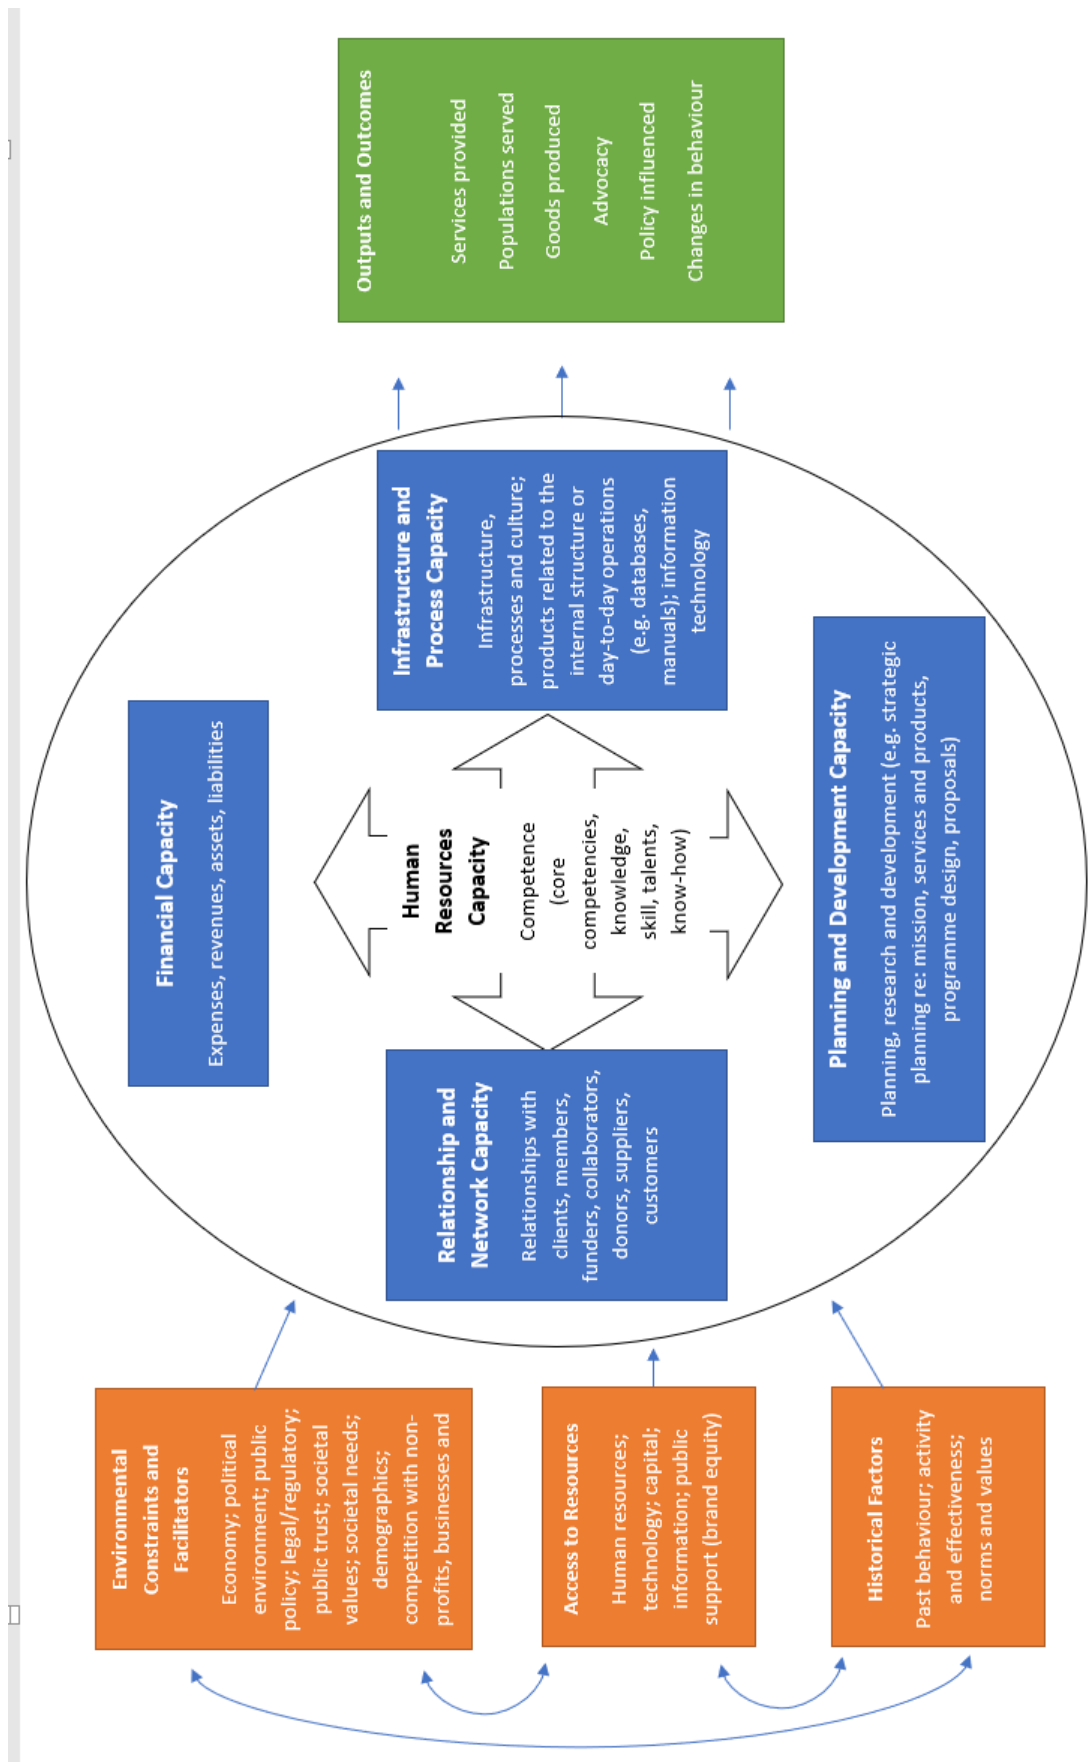 Environmental
Constraints and
Facilitators
Economy; political
environment; public
policy; legal/regulatory;
public trust; societal
values; societal needs;
demographics;
competition with non-
profits, businesses and
Access to Resources
Human resources;
technology; capital;
information; public
support (brand equity)
Historical Factors
Past behaviour; activity
and effectiveness;
norms and values
Financial Capacity
Expenses, revenues, assets, liabilities
Relationship and
Network Capacity
Relationships with
clients, members,
funders, collaborators,
donors, suppliers,
customers
Human
Resources
Capacity
Competence
(core
competencies,
knowledge,
skill, talents,
know-how)
Infrastructure and
Process Capacity
Infrastructure,
processes and culture;
products related to the
internal structure or
day-to-day operations
(e.g. databases,
manuals); information
technology
Planning and Development Capacity
Planning, research and development (e.g. strategic
planning re: mission, services and products,
programme design, proposals)
Outputs and Outcomes
Services provided
Populations served
Goods produced
Advocacy
Policy influenced
Changes in behaviour